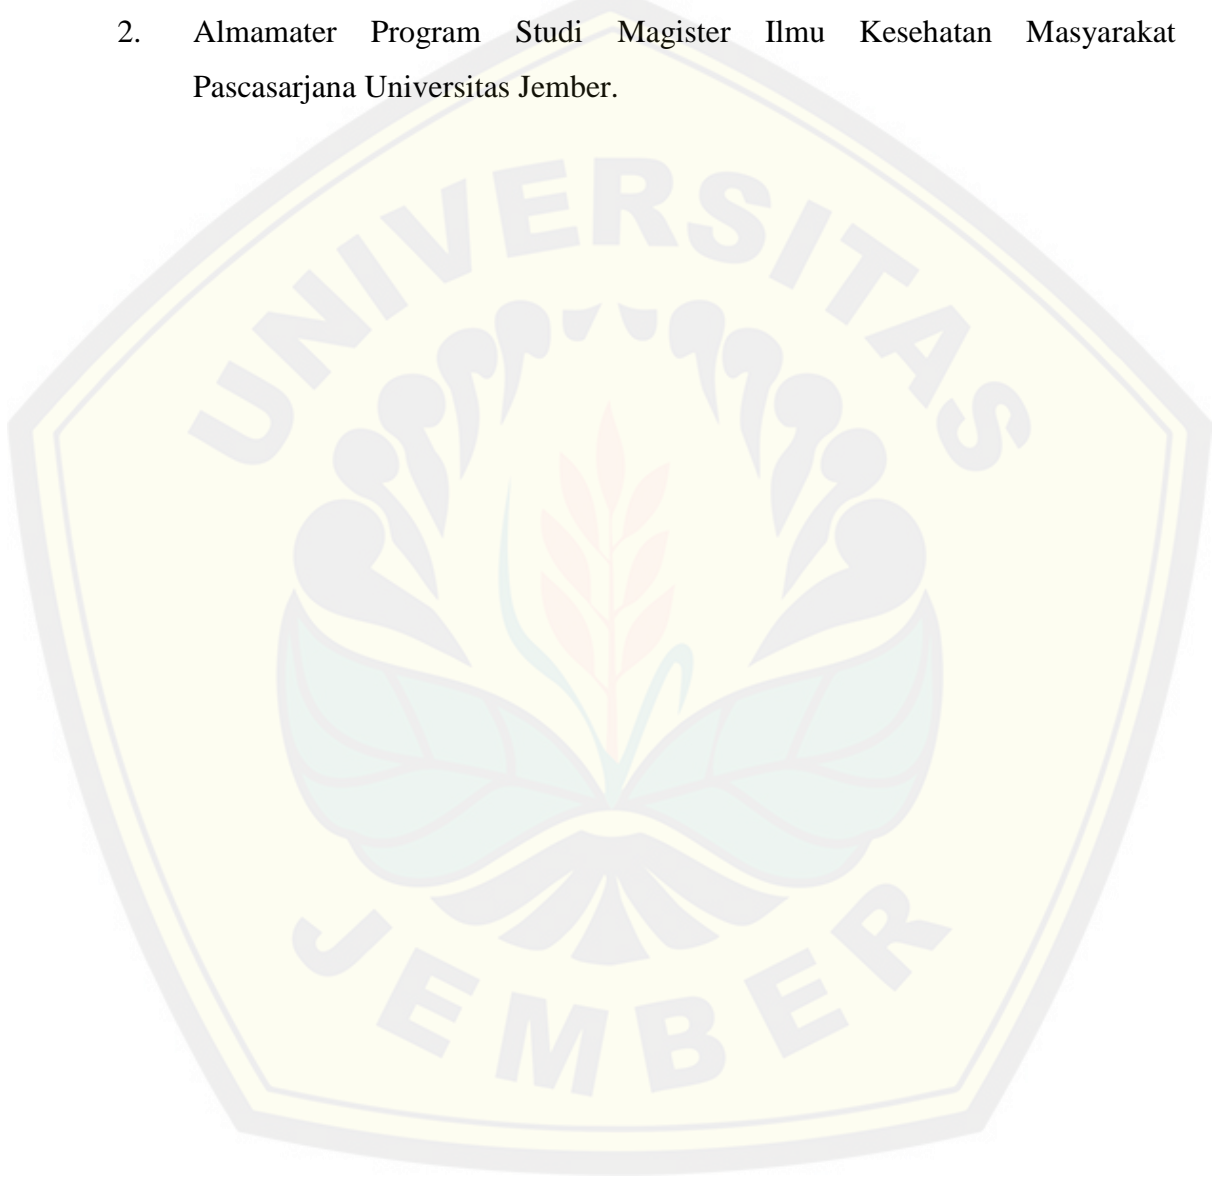 2. Almamater Program Studi Magister Ilmu Kesehatan Masyarakat
Pascasarjana Universitas Jember.
UNIVERSITAS
JEMBER